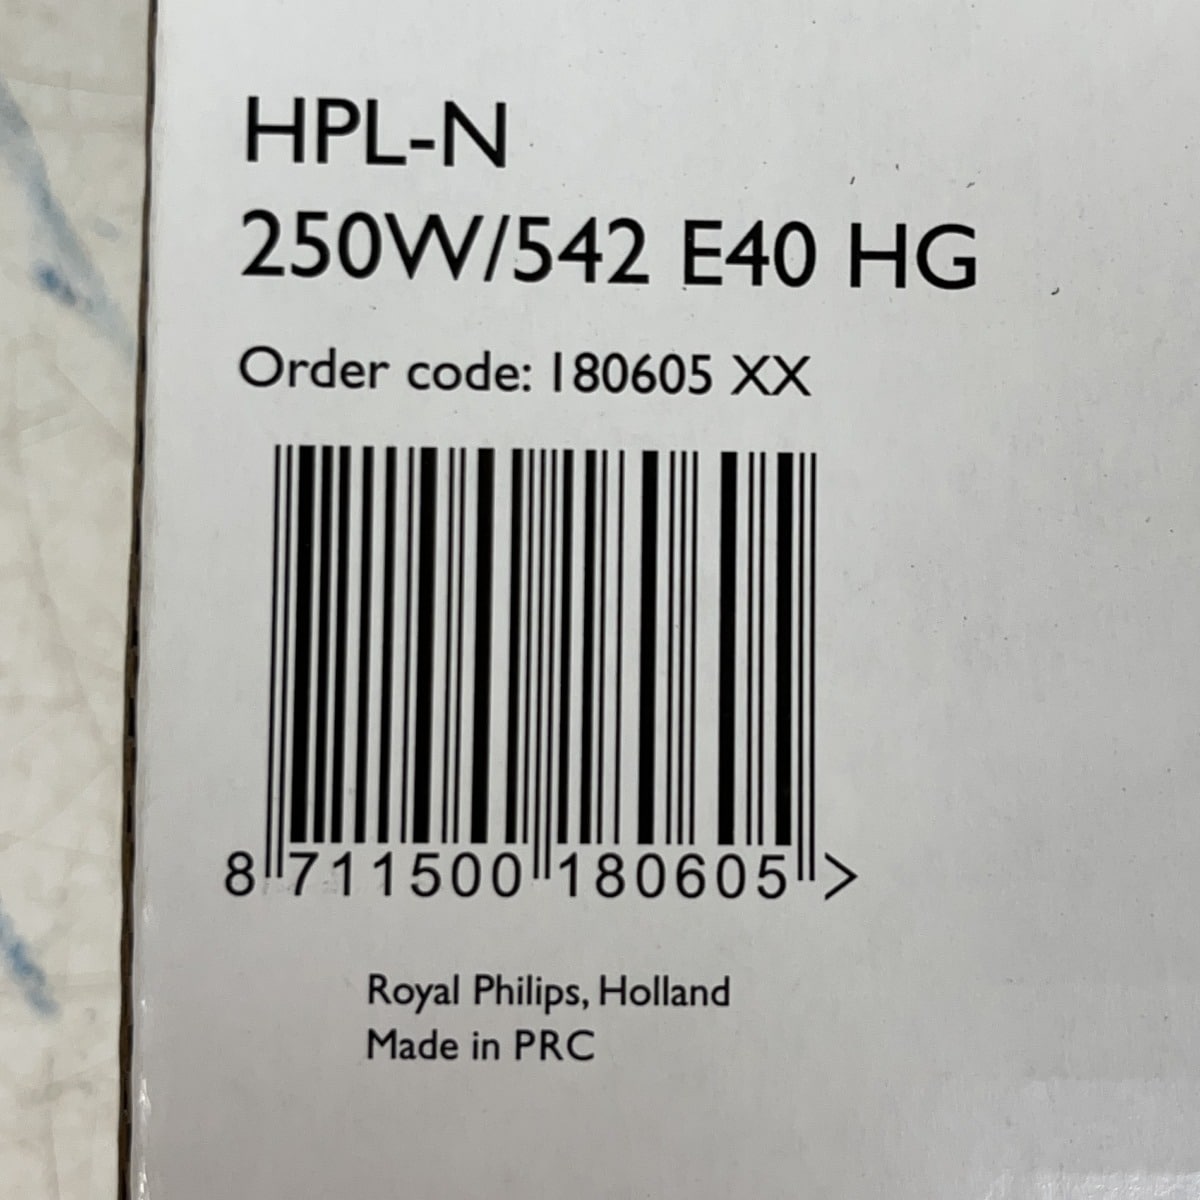 HPL-N
250W/542 E40 HG
Order code: 180605 XX
8 711500 180605 >
Royal Philips, Holland
Made in PRC